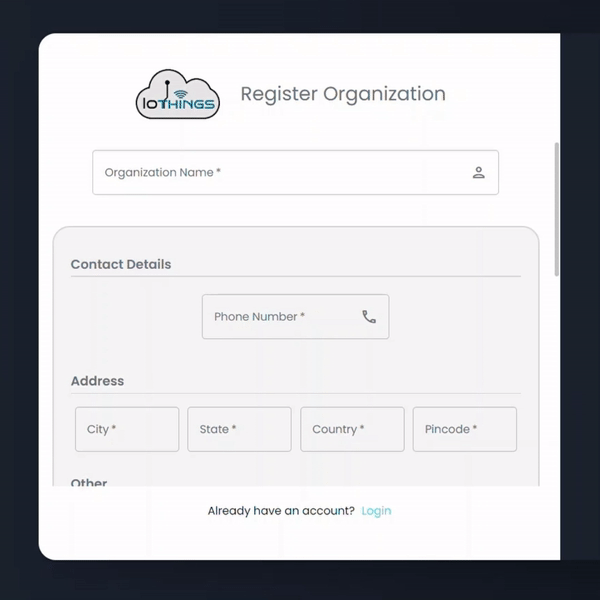 IoTHINGS
Register Organization
Organization Name *
Contact Details
Phone Number *
Address
City * State * Country * Pincode *
Other
Already have an account? Login